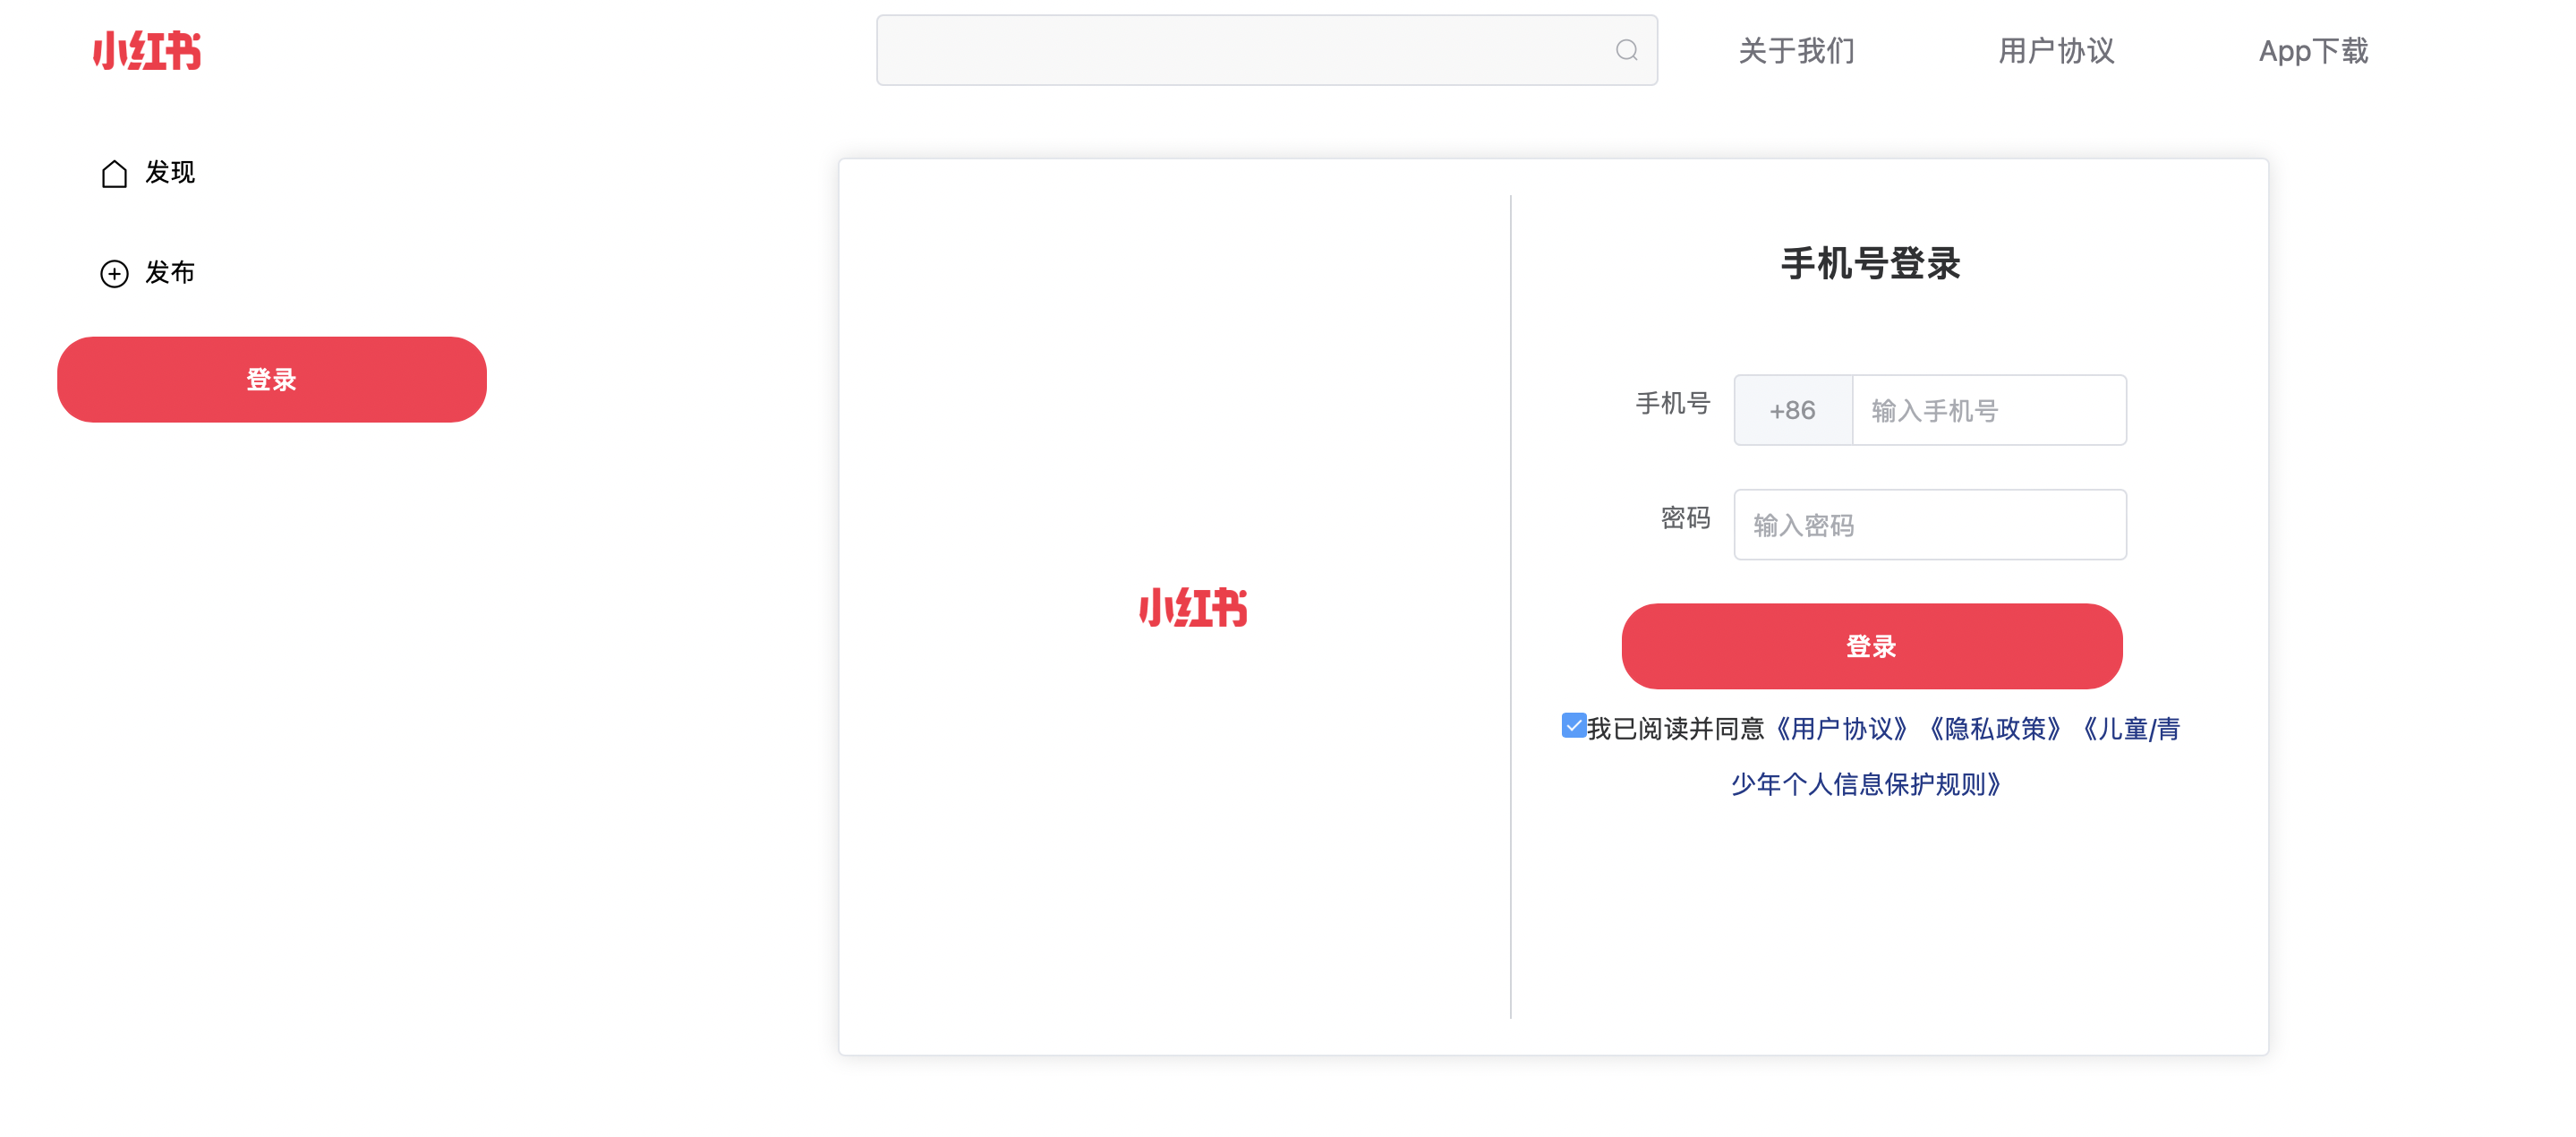 小红书
关于我们
用户协议
App下载
发现
发布
登录
小红书
手机号登录
手机号
+86
输入手机号
密码
输入密码
登录
我已阅读并同意《用户协议》《隐私政策》《儿童/青
少年个人信息保护规则》